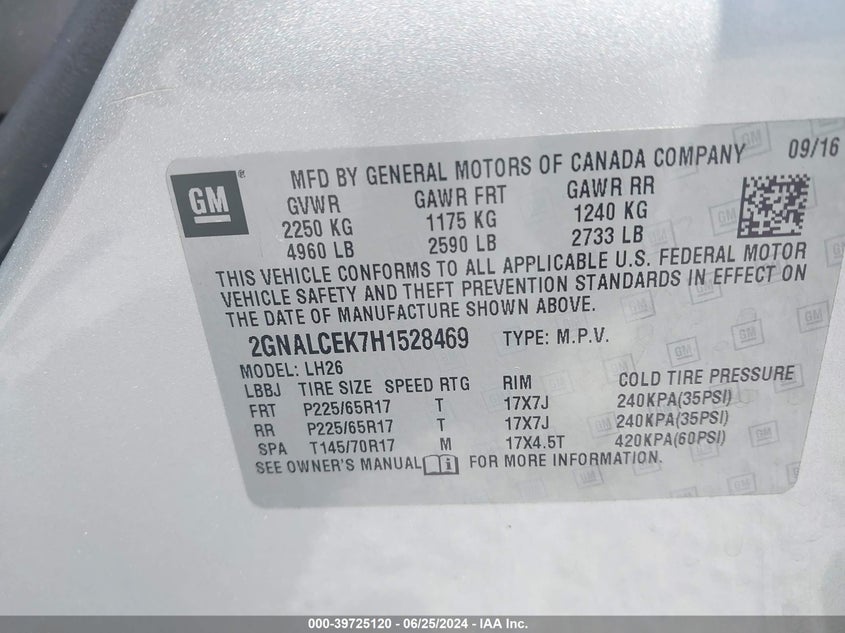 GM
MFD BY GENERAL MOTORS OF CANADA COMPANY 09/16
GVWR GAWR FRT GAWR RR
2250 KG 1175 KG 1240 KG
4960 LB 2590 LB 2733 LB
THIS VEHICLE CONFORMS TO ALL APPLICABLE U.S. FEDERAL MOTOR
VEHICLE SAFETY AND THEFT PREVENTION STANDARDS IN EFFECT ON
THE DATE OF MANUFACTURE SHOWN ABOVE.
2GNALCEK7H1528469 TYPE: M.P.V.
MODEL: LH26
LBBJ TIRE SIZE SPEED RTG RIM COLD TIRE PRESSURE
FRT P225/65R17 T 17X7J 240KPA(35PSI)
RR P225/65R17 T 17X7J 240KPA(35PSI)
SPA T145/70R17 M 17X4.5T 420KPA(60PSI)
SEE OWNER'S MANUAL FOR MORE INFORMATION.
000-39725120 - 06/25/2024 - IAA Inc.